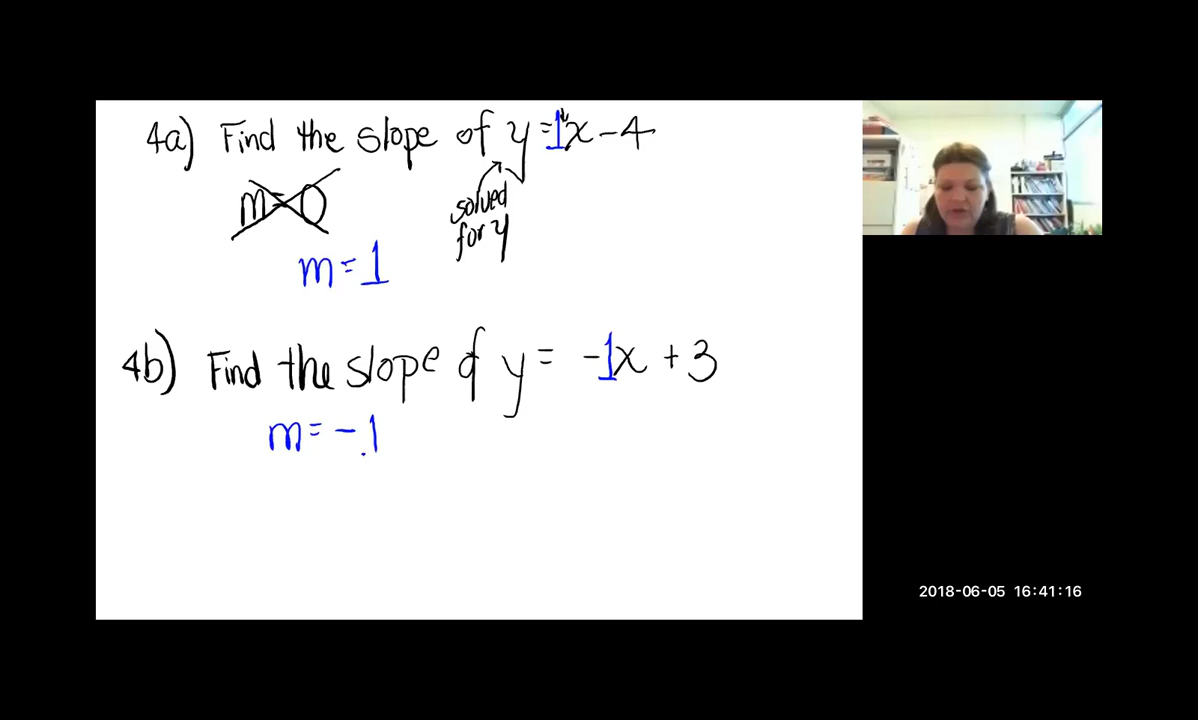 4a) Find the slope of y=1x-4
m=0
solved
for y
m=1
4b) Find the slope of y= -1x +3
m= -1
2018-06-05 16:41:16